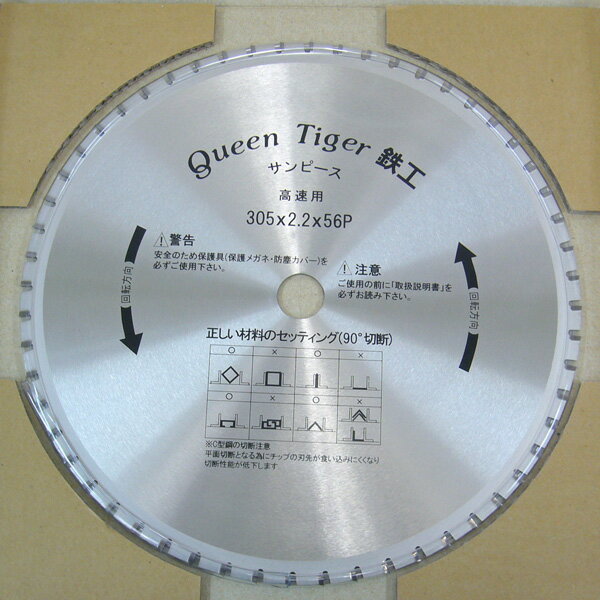 Queen Tiger 鉄工
サンピース
高速用
305x2.2x56P
⚠警告
安全のため保護具(保護メガネ・防塵カバー)を
必ずご使用下さい。
⚠注意
ご使用の前に「取扱説明書」を
必ずお読み下さい。
回転方向
回転方向
正しい材料のセッティング(90°切断)
○ × ○ ×
○ × ○ ×
※C型鋼の切断注意
平面切断となる為にチップの刃先が食い込みにくくなり
切断性能が低下します